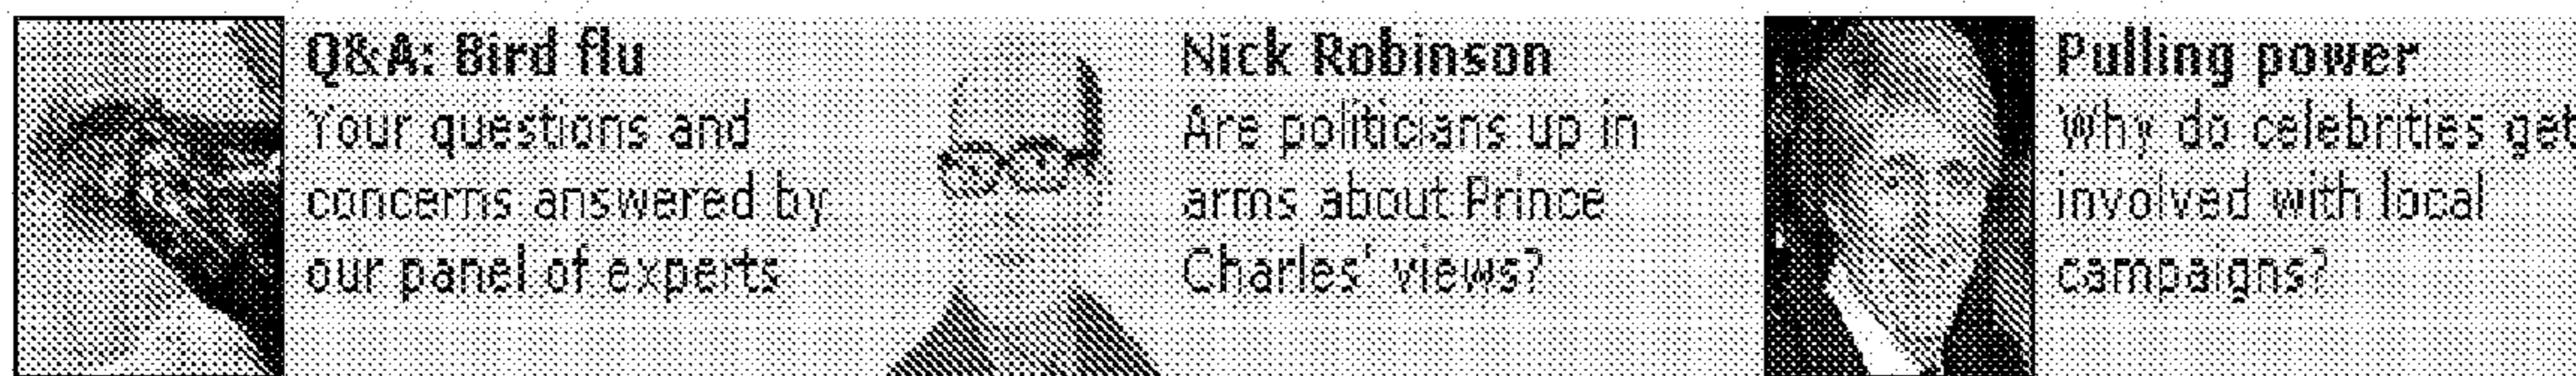 Q&A: Bird flu
Your questions and
concerns answered by
our panel of experts
Nick Robinson
Are politicians up in
arms about Prince
Charles' views?
Pulling power
Why do celebrities get
involved with local
campaigns?